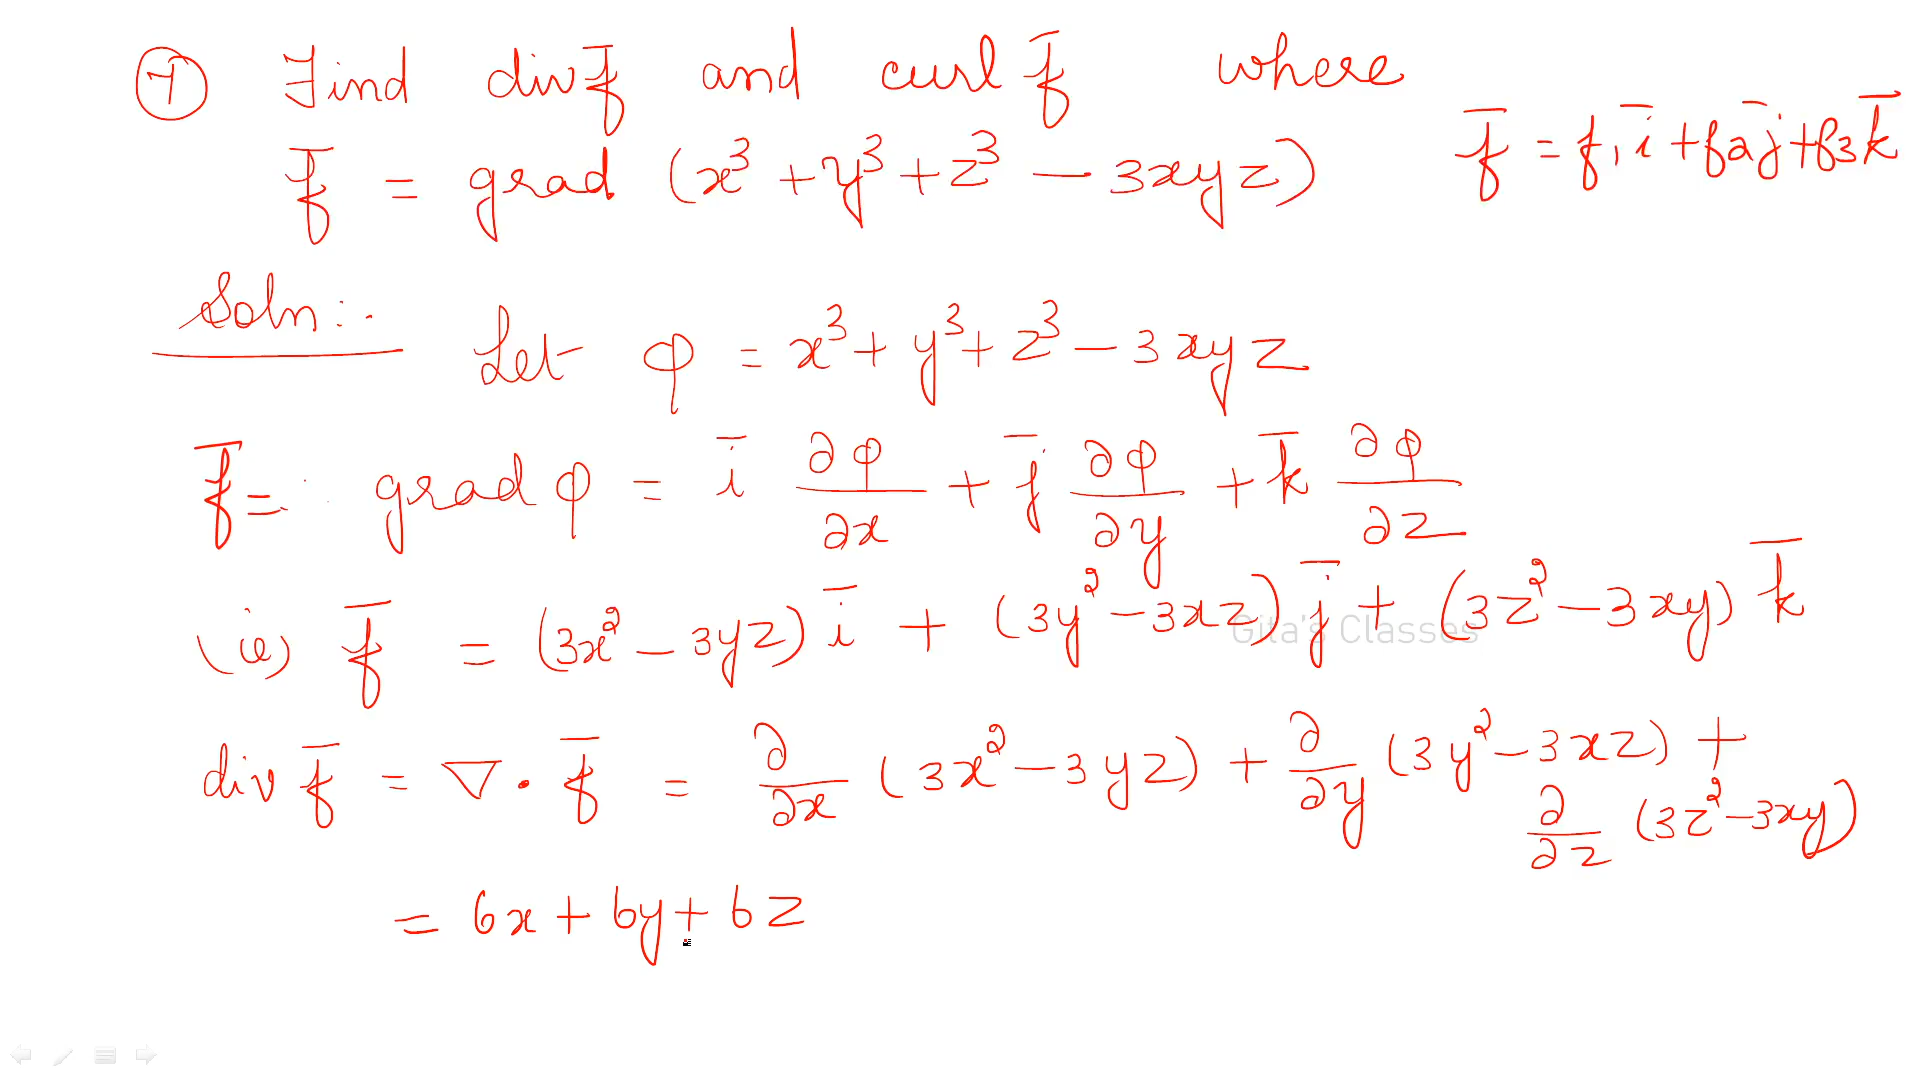 7 Find div f̄ and curl f̄ where
f̄ = grad (x³ + y³ + z³ - 3xyz)
f̄ = f₁ī + f2j̄ + f3k̄
Soln:.
Let φ = x³ + y³ + z³ - 3xyz
f̄ = grad φ = ī ∂φ/∂x + j̄ ∂φ/∂y + k̄ ∂φ/∂z
(ie) f̄ = (3x² - 3yz) ī + (3y² - 3xz) j̄ + (3z² - 3xy) k̄
Gita's Classes
div f̄ = ∇ · f̄ = ∂/∂x (3x² - 3yz) + ∂/∂y (3y² - 3xz) +
∂/∂z (3z² - 3xy)
= 6x + 6y + 6z